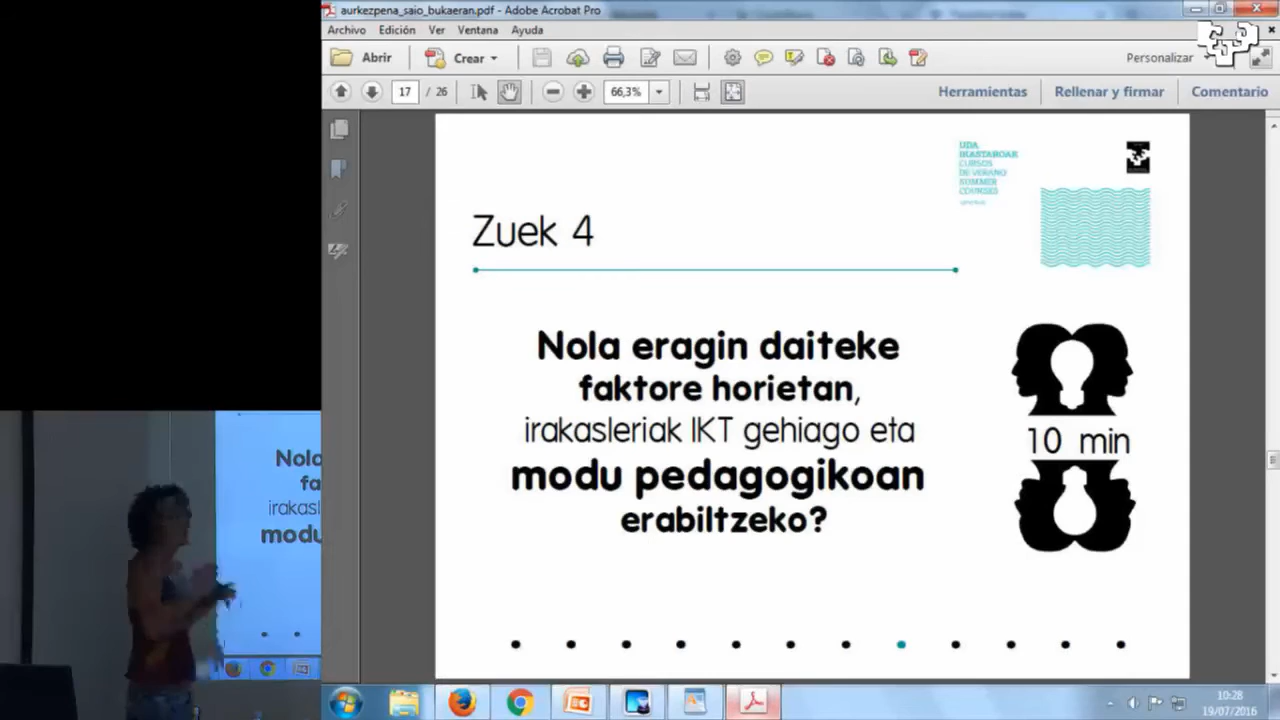 aurkezpena_saio_bukaeran.pdf - Adobe Acrobat Pro
Archivo Edición Ver Ventana Ayuda
Abrir Crear Personalizar
17 / 26 66,3% Herramientas Rellenar y firmar Comentario
UDA
IKASTAROAK
CURSOS
DE VERANO
SUMMER
COURSES
Zuek 4
Nola eragin daiteke
faktore horietan,
irakasleriak IKT gehiago eta
modu pedagogikoan
erabiltzeko?
10 min
Nola
fa
irakasl
modu
10:28
19/07/2016